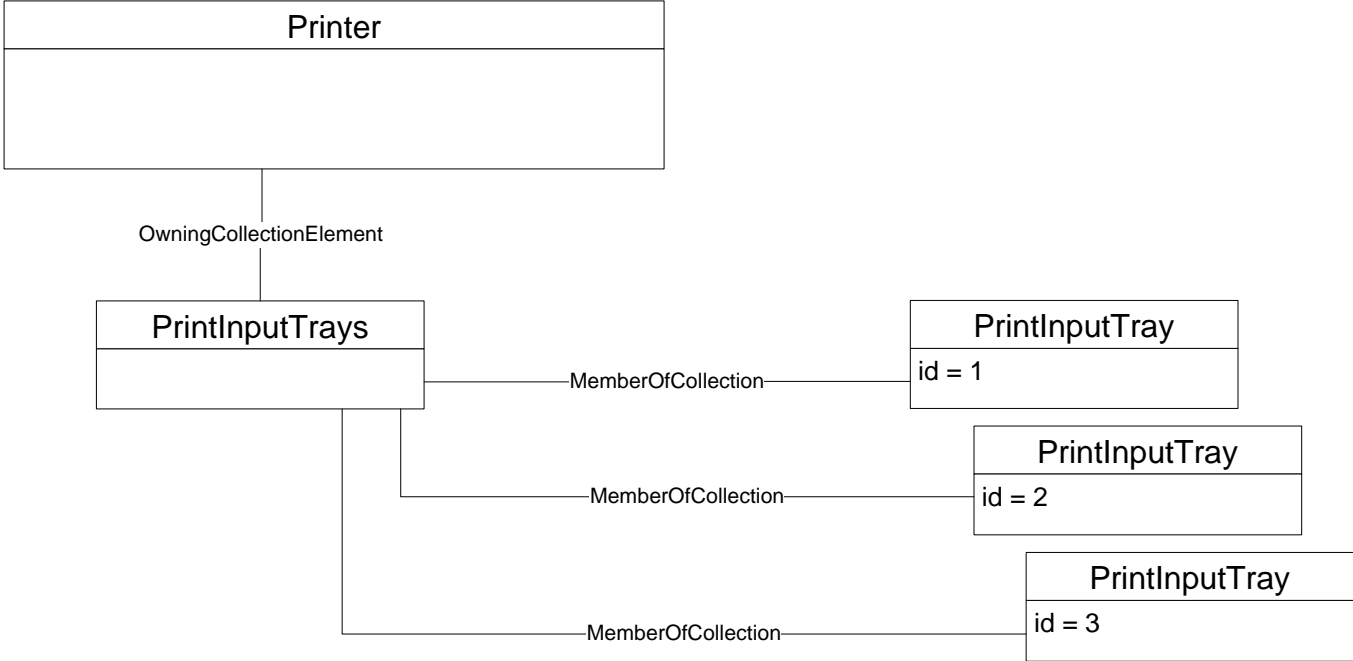 Printer
OwningCollectionElement
PrintInputTrays
PrintInputTray
MemberOfCollection
id = 1
PrintInputTray
MemberOfCollection
id = 2
PrintInputTray
MemberOfCollection
id = 3